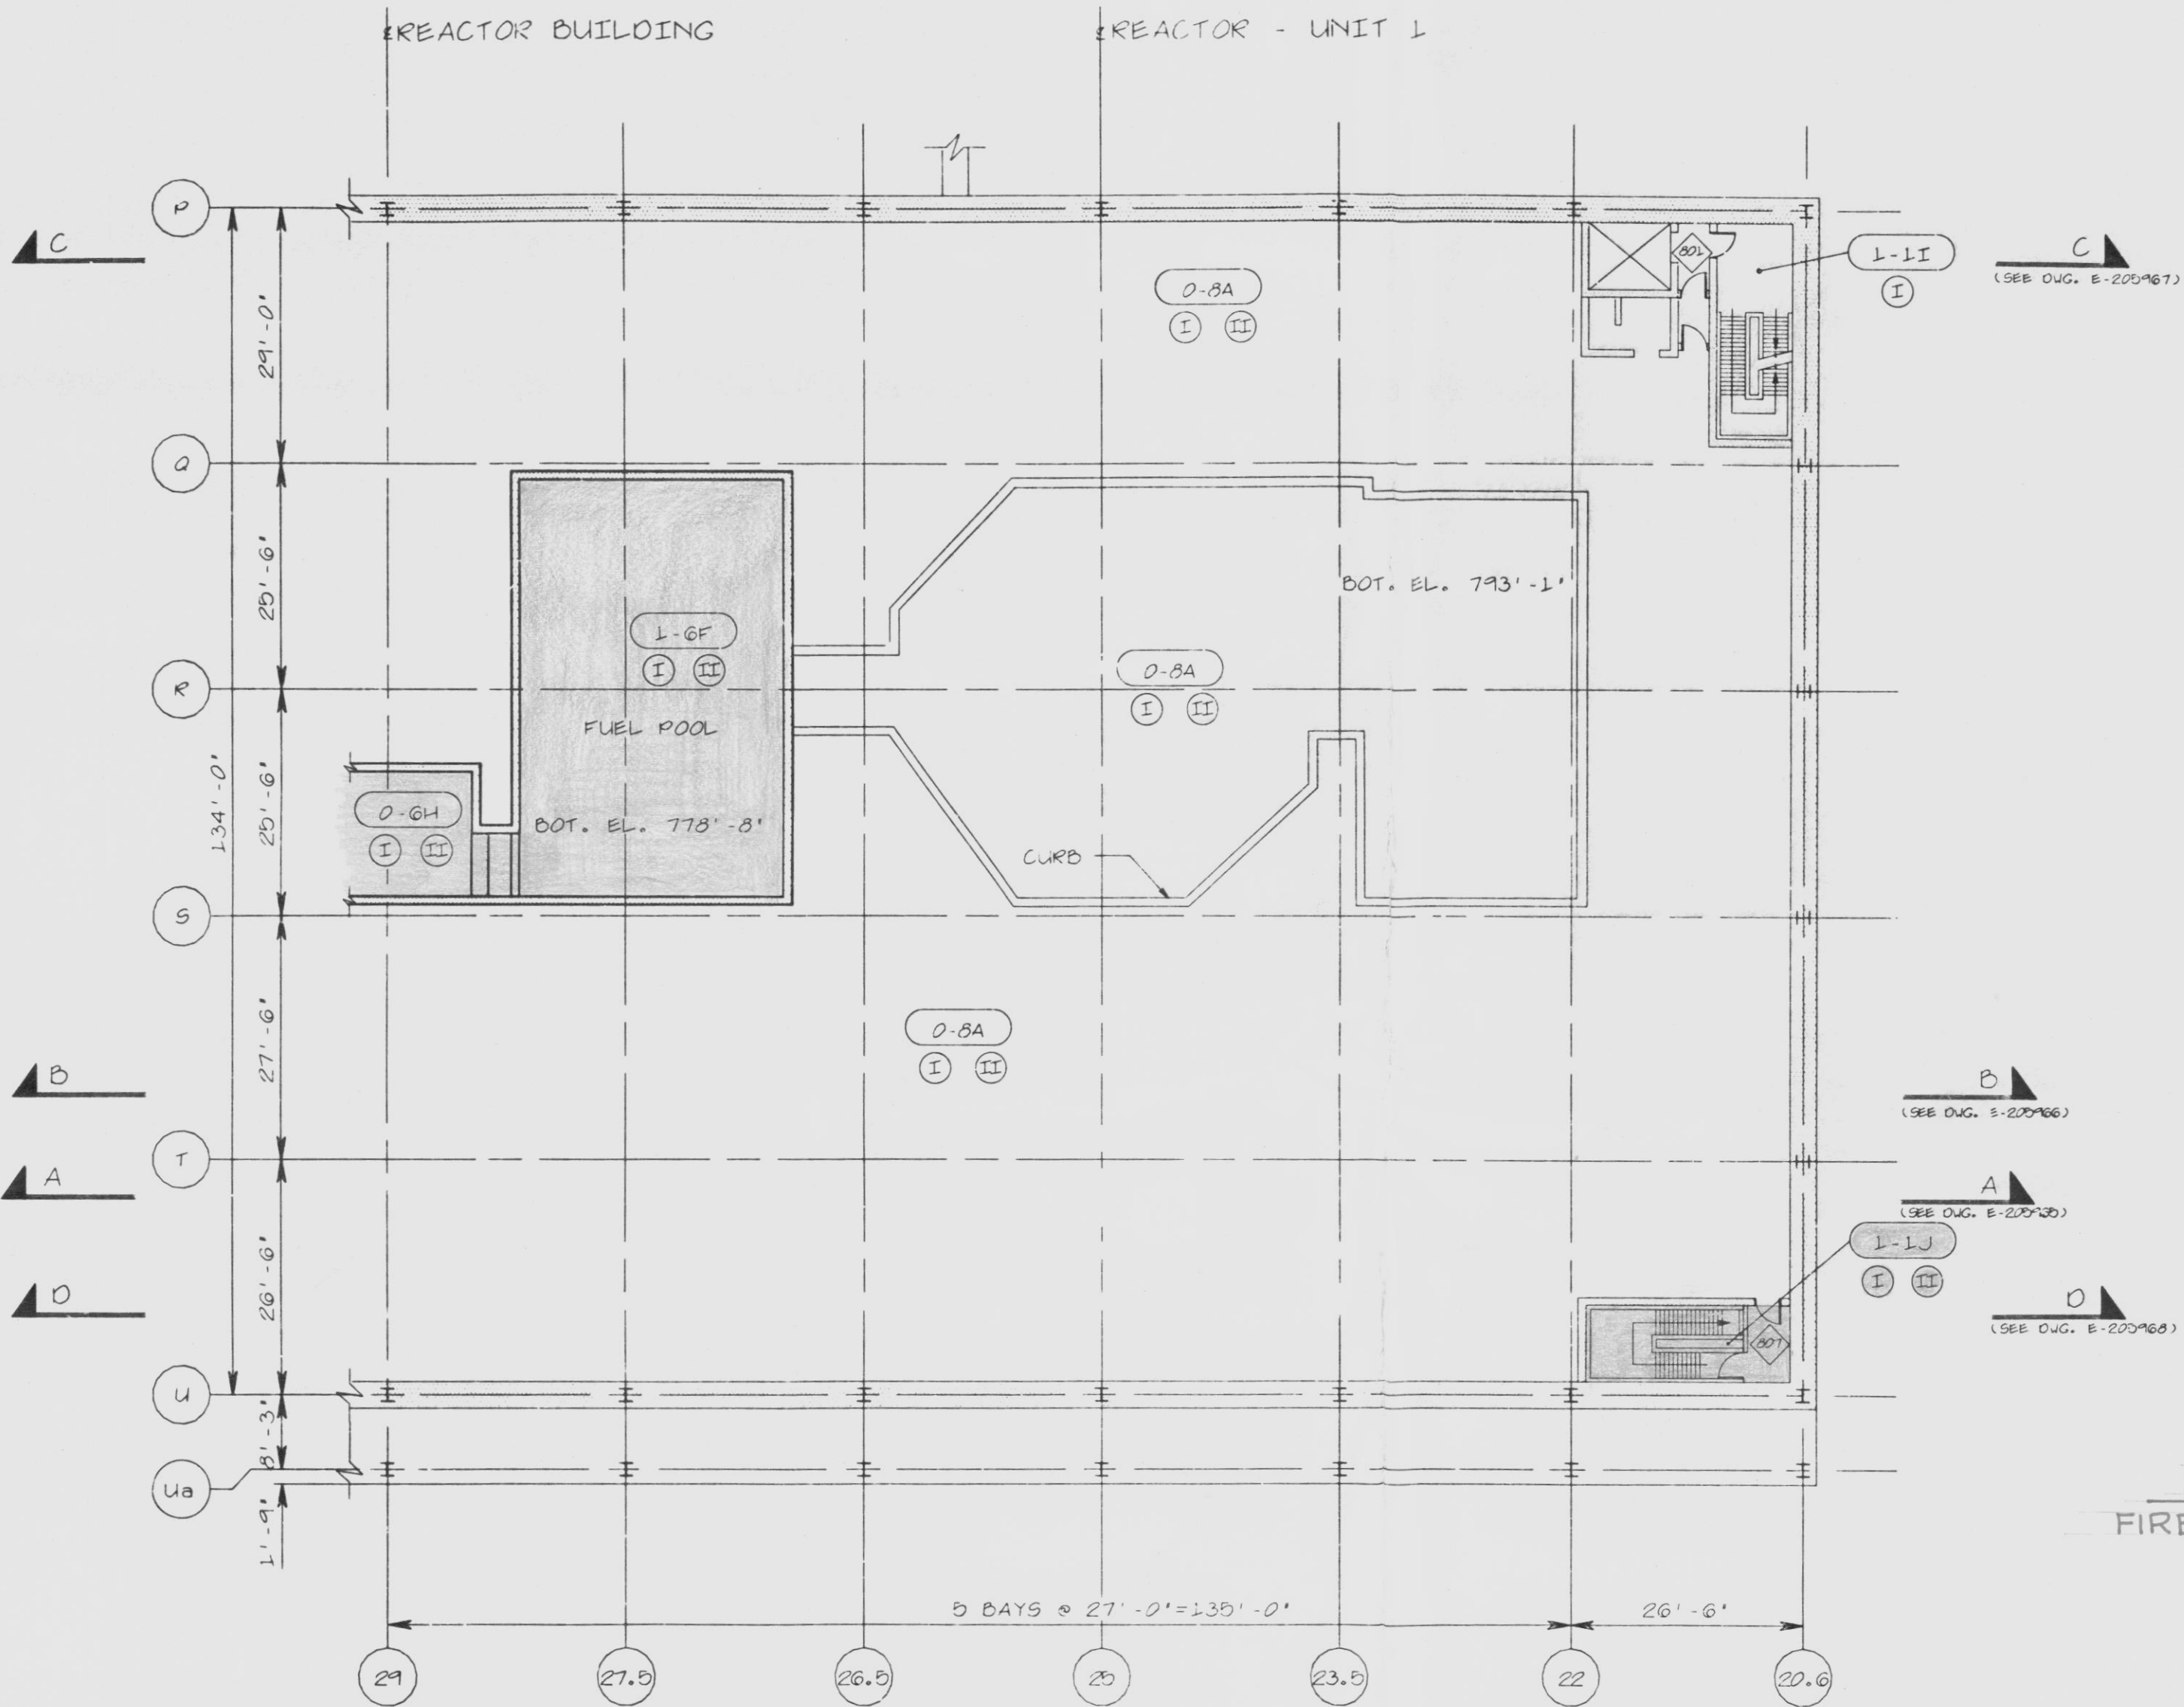 ℄ REACTOR BUILDING
℄ REACTOR - UNIT 1
P
C
C
(SEE DWG. E-205967)
801
1-1I
I
0-8A
I II
29'-0"
Q
25'-6"
BOT. EL. 793'-1"
1-6F
I II
0-8A
I II
R
FUEL POOL
134'-0"
25'-6"
0-6H
I II
BOT. EL. 778'-8"
CURB
S
27'-6"
0-8A
I II
B
B
(SEE DWG. E-205966)
T
A
A
(SEE DWG.
1-1J
I II
26'-6"
D
D
(SEE DWG. E-205968)
807
U
8'-3"
Ua
1'-9"
FIRE
5 BAYS @ 27'-0"=135'-0"
26'-6"
29
27.5
26.5
25
23.5
22
20.6